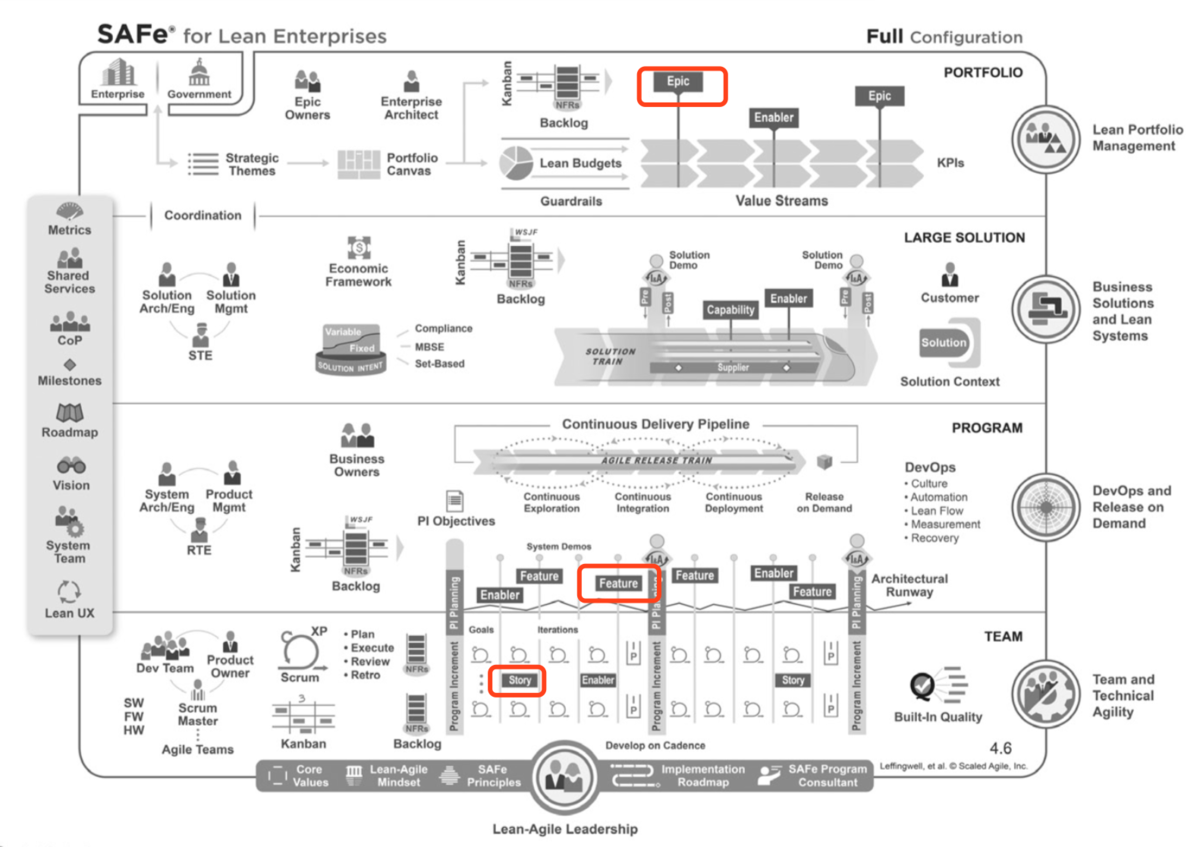 SAFe® for Lean Enterprises
Full Configuration
PORTFOLIO
Enterprise
Government
Epic
Owners
Enterprise
Architect
Kanban
NFRs
Backlog
Epic
Enabler
Epic
Strategic
Themes
Portfolio
Canvas
Lean Budgets
Guardrails
KPIs
Value Streams
Lean Portfolio
Management
Metrics
Shared
Services
CoP
Milestones
Roadmap
Vision
System
Team
Lean UX
Coordination
LARGE SOLUTION
Solution
Arch/Eng
Solution
Mgmt
STE
Economic
Framework
Kanban
WSJF
NFRs
Backlog
Variable
Fixed
SOLUTION INTENT
Compliance
MBSE
Set-Based
Solution
Demo
I&A
Pre
Post
Capability
Enabler
Solution
Demo
I&A
Pre
Post
SOLUTION
TRAIN
Supplier
Customer
Solution
Solution Context
Business
Solutions
and Lean
Systems
PROGRAM
Business
Owners
Continuous Delivery Pipeline
AGILE RELEASE TRAIN
Continuous
Exploration
Continuous
Integration
Continuous
Deployment
Release
on Demand
DevOps
• Culture
• Automation
• Lean Flow
• Measurement
• Recovery
DevOps and
Release on
Demand
System
Arch/Eng
Product
Mgmt
RTE
Kanban
WSJF
NFRs
Backlog
PI Objectives
System Demos
I&A
I&A
PI Planning
Enabler
Feature
Feature
PI Planning
Feature
Enabler
Feature
PI Planning
Architectural
Runway
TEAM
Dev Team
Product
Owner
Scrum
Master
SW
FW
HW
Agile Teams
XP
Scrum
• Plan
• Execute
• Review
• Retro
3
Kanban
NFRs
NFRs
Backlog
Goals
Iterations
Program Increment
Story
Enabler
I
P
I
P
Program Increment
Story
I
P
I
P
Program Increment
Develop on Cadence
Built-In Quality
Team and
Technical
Agility
4.6
Leffingwell, et al. © Scaled Agile, Inc.
Core
Values
Lean-Agile
Mindset
SAFe
Principles
Implementation
Roadmap
SAFe Program
Consultant
Lean-Agile Leadership